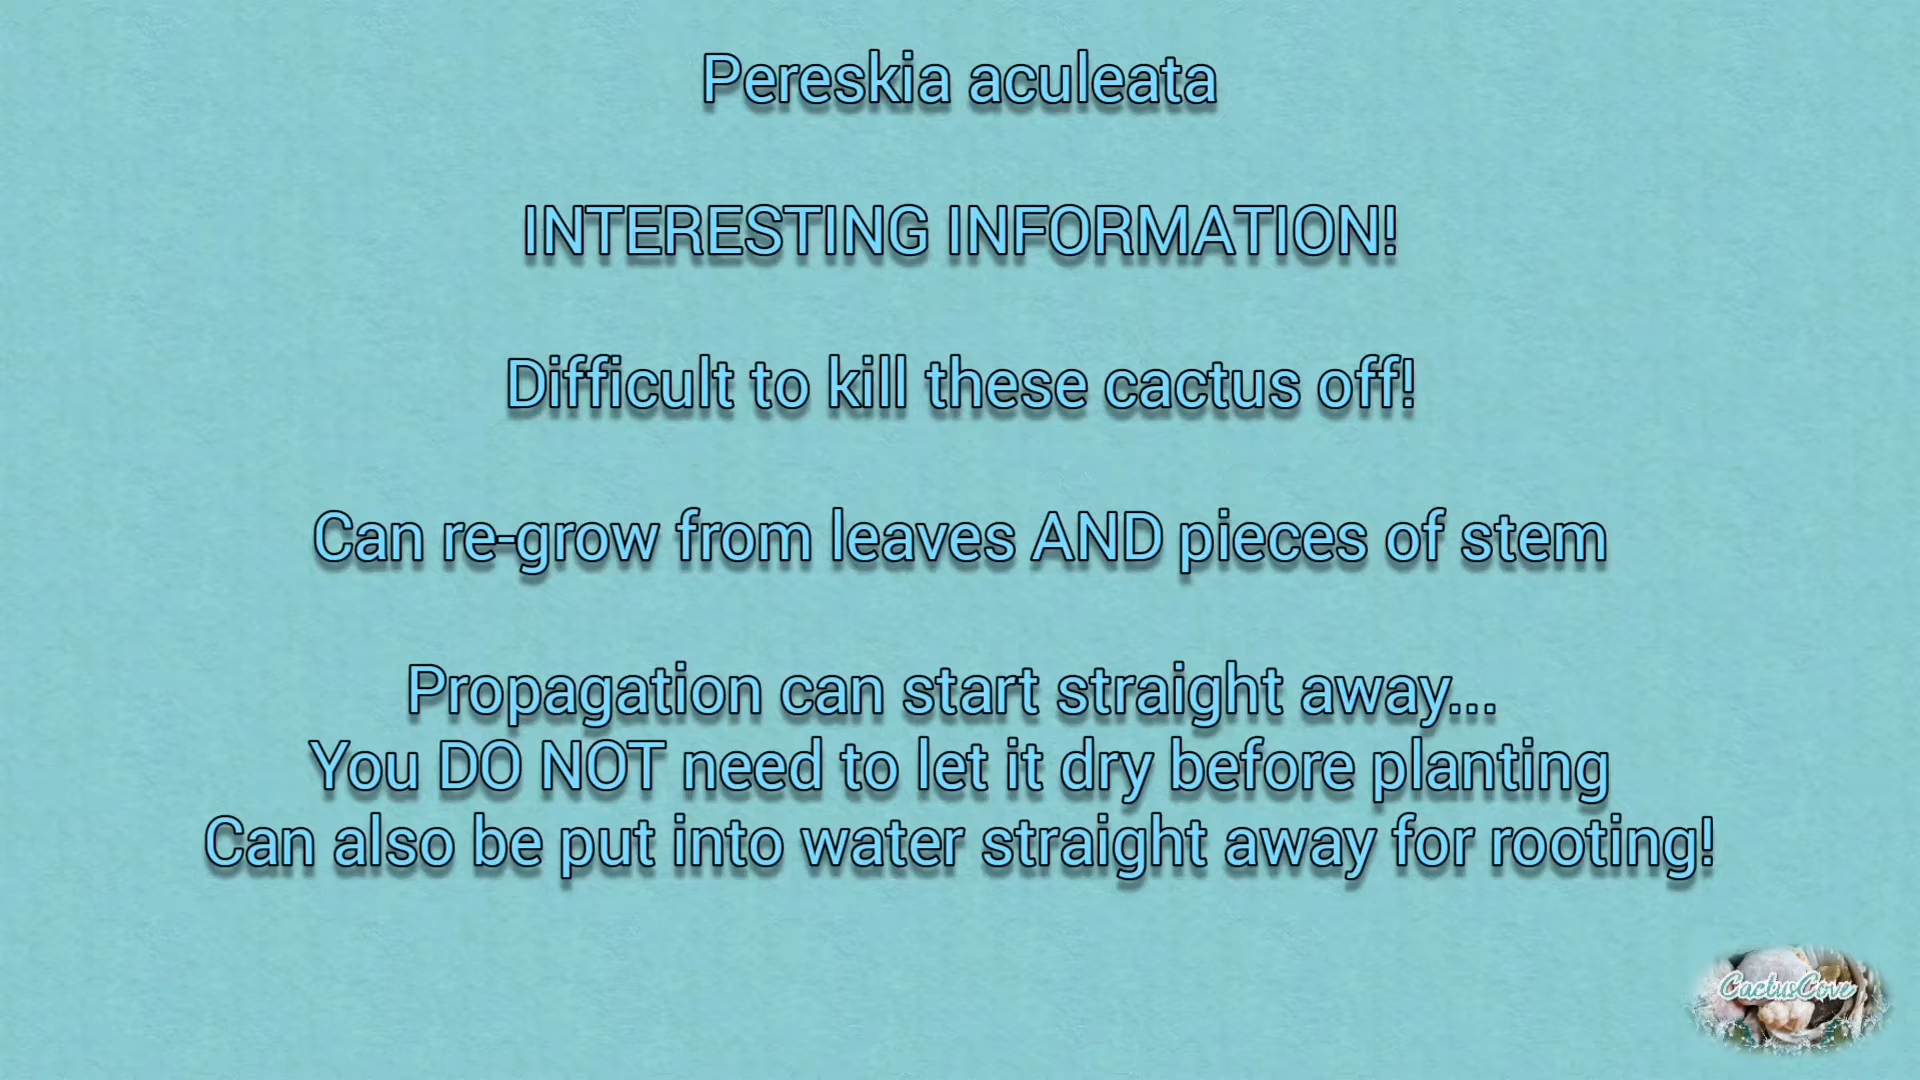 Pereskia aculeata
INTERESTING INFORMATION!
Difficult to kill these cactus off!
Can re-grow from leaves AND pieces of stem
Propagation can start straight away...
You DO NOT need to let it dry before planting
Can also be put into water straight away for rooting!
CactusCove